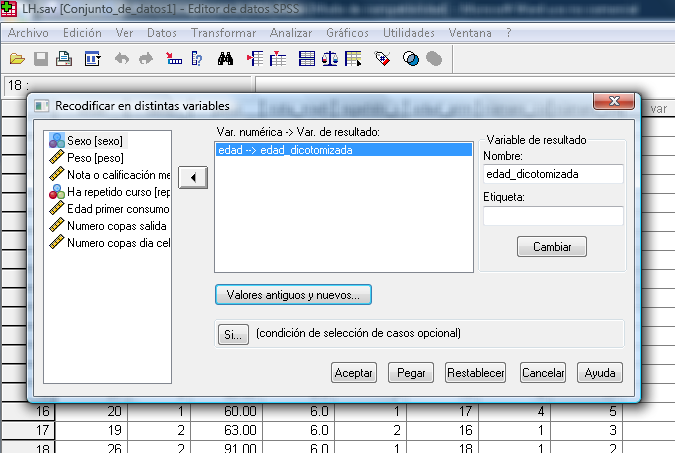 LH.sav [Conjunto_de_datos1] - Editor de datos SPSS
Archivo Edición Ver Datos Transformar Analizar Gráficos Utilidades Ventana ?
18 :
Recodificar en distintas variables
var
Sexo [sexo]
Peso [peso]
Nota o calificación me
Ha repetido curso [rep
Edad primer consumo
Numero copas salida
Numero copas dia cel
Var. numérica -> Var. de resultado:
edad --> edad_dicotomizada
Variable de resultado
Nombre:
edad_dicotomizada
Etiqueta:
Cambiar
Valores antiguos y nuevos...
Si... (condición de selección de casos opcional)
Aceptar Pegar Restablecer Cancelar Ayuda
16 20 1 60.00 6.0 1 17 4 5
17 19 2 63.00 6.0 2 16 1 3
18 26 2 91.00 6.0 1 18 1 2